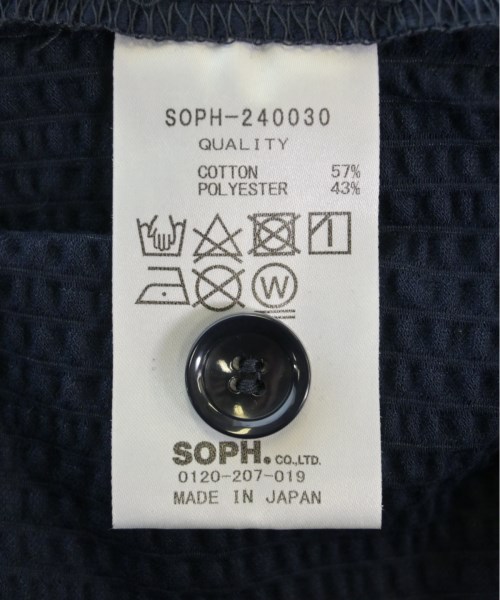 SOPH-240030
QUALITY
COTTON 57%
POLYESTER 43%
W
SOPH. CO.,LTD.
0120-207-019
MADE IN JAPAN